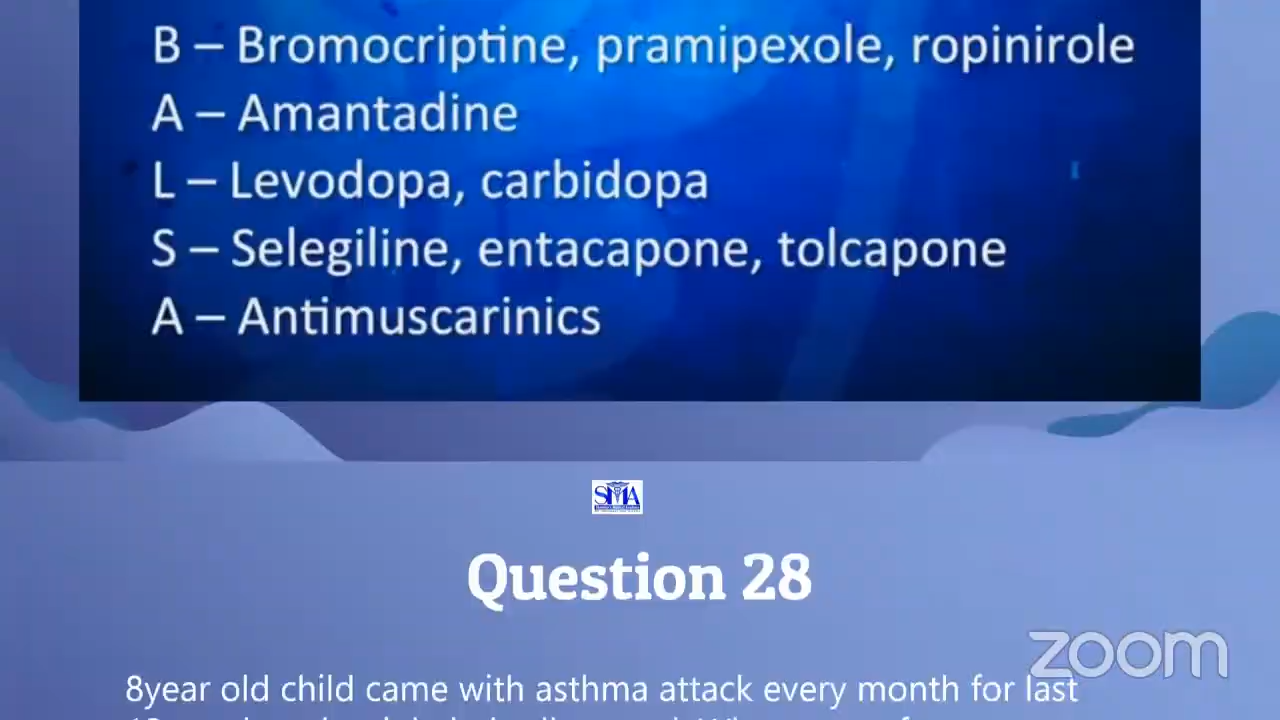 B – Bromocriptine, pramipexole, ropinirole
A – Amantadine
L – Levodopa, carbidopa
S – Selegiline, entacapone, tolcapone
A – Antimuscarinics
SMA
Question 28
zoom
8year old child came with asthma attack every month for last